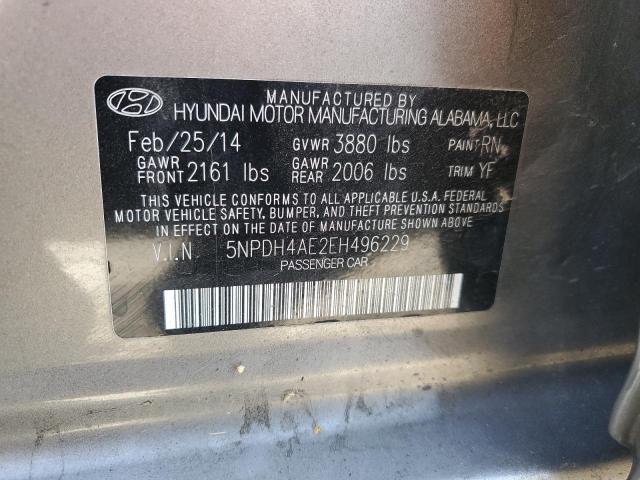 MANUFACTURED BY
HYUNDAI MOTOR MANUFACTURING ALABAMA, LLC
Feb/25/14 GVWR 3880 lbs PAINT RN
GAWR FRONT 2161 lbs GAWR REAR 2006 lbs TRIM YF
THIS VEHICLE CONFORMS TO ALL APPLICABLE U.S.A. FEDERAL
MOTOR VEHICLE SAFETY, BUMPER, AND THEFT PREVENTION STANDARDS
IN EFFECT ON THE DATE OF MANUFACTURE SHOWN ABOVE
V.I.N 5NPDH4AE2EH496229
PASSENGER CAR